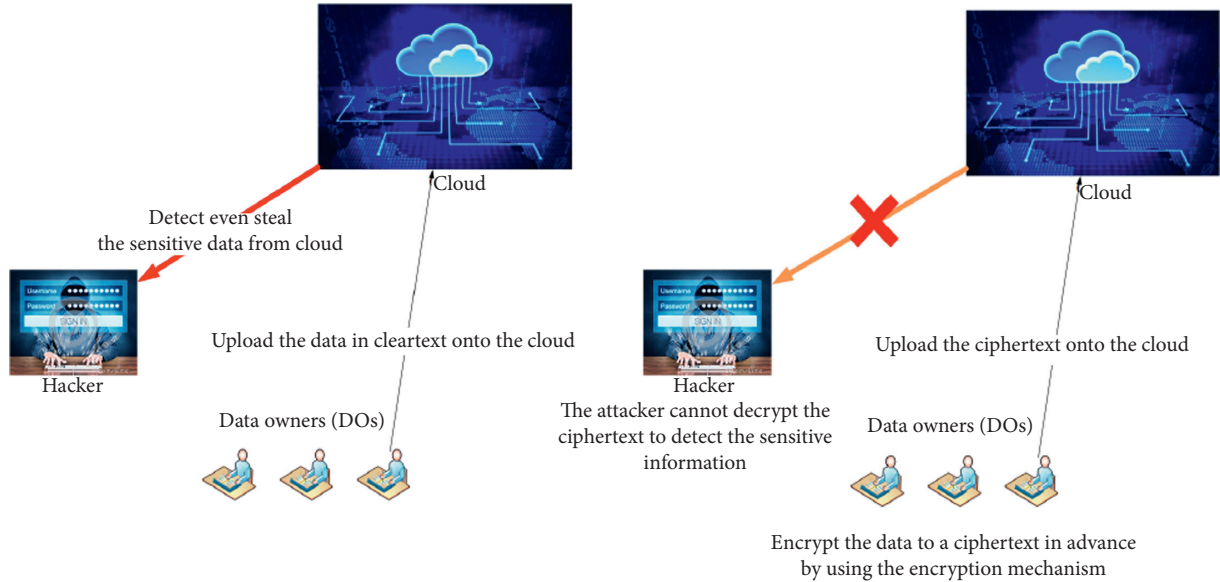 Cloud
Detect even steal
the sensitive data from cloud
Username
Password
SIGN IN
Hacker
Upload the data in cleartext onto the cloud
Data owners (DOs)
Cloud
Username
Password
SIGN IN
Hacker
The attacker cannot decrypt the
ciphertext to detect the sensitive
information
Upload the ciphertext onto the cloud
Data owners (DOs)
Encrypt the data to a ciphertext in advance
by using the encryption mechanism